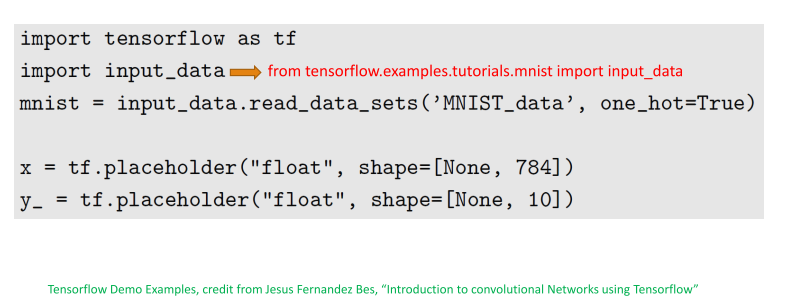 import tensorflow as tf
import input_data from tensorflow.examples.tutorials.mnist import input_data
mnist = input_data.read_data_sets(’MNIST_data’, one_hot=True)
x = tf.placeholder("float", shape=[None, 784])
y_ = tf.placeholder("float", shape=[None, 10])
Tensorflow Demo Examples, credit from Jesus Fernandez Bes, “Introduction to convolutional Networks using Tensorflow”